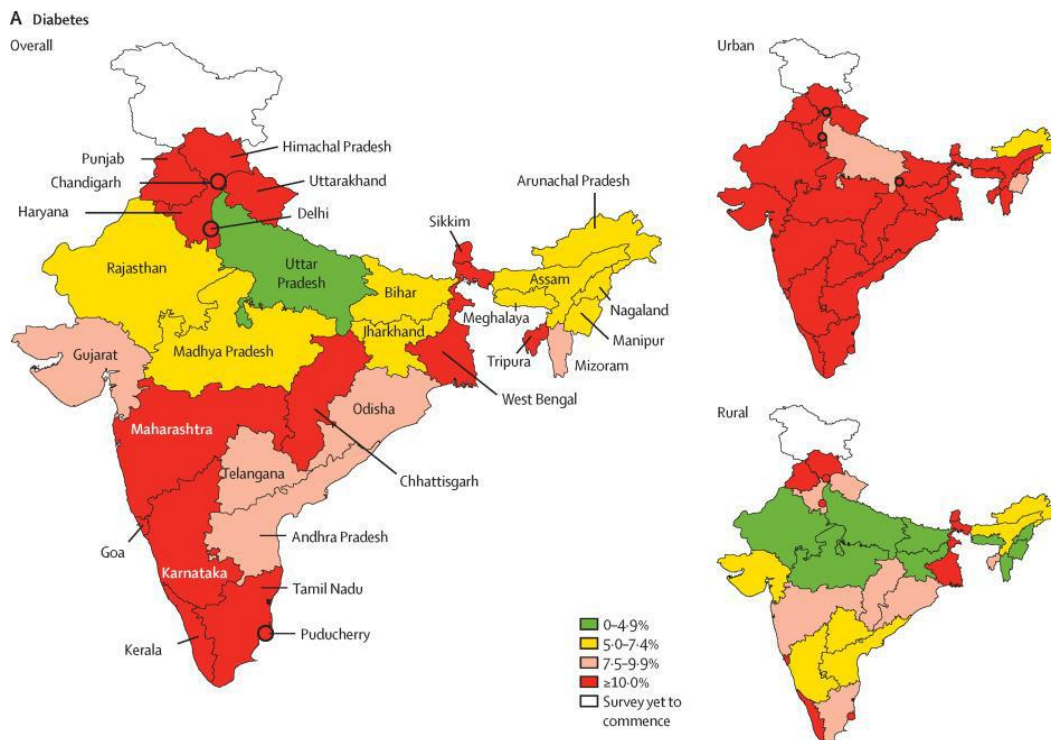 A Diabetes
Overall
Urban
Himachal Pradesh
Punjab
Chandigarh
Uttarakhand
Arunachal Pradesh
Haryana
Delhi
Sikkim
Rajasthan
Uttar
Pradesh
Bihar
Assam
Nagaland
Meghalaya
Jharkhand
Manipur
Gujarat
Madhya Pradesh
Tripura
Mizoram
West Bengal
Odisha
Rural
Maharashtra
Telangana
Chhattisgarh
Goa
Andhra Pradesh
Karnataka
Tamil Nadu
Kerala
Puducherry
0–4·9%
5·0–7·4%
7·5–9·9%
≥10·0%
Survey yet to
commence